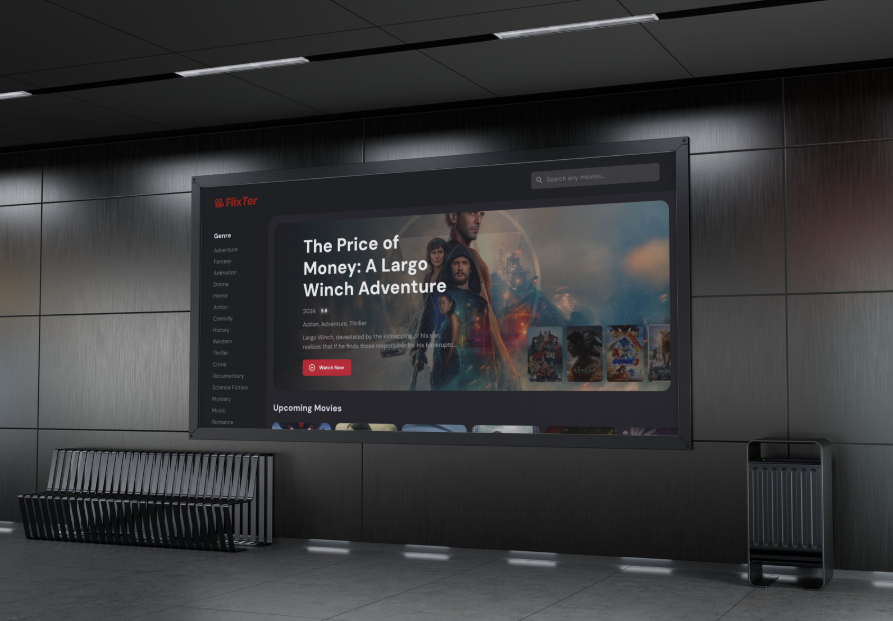 FlixTer
Search any movies...
Genre
Adventure
Fantasy
Animation
Drama
Horror
Action
Comedy
History
Western
Thriller
Crime
Documentary
Science Fiction
Mystery
Music
Romance
The Price of
Money: A Largo
Winch Adventure
2024 5.8
Action, Adventure, Thriller
Largo Winch, devastated by the kidnapping of his son,
realizes that if he finds those responsible for his bankruptc...
Watch Now
Upcoming Movies